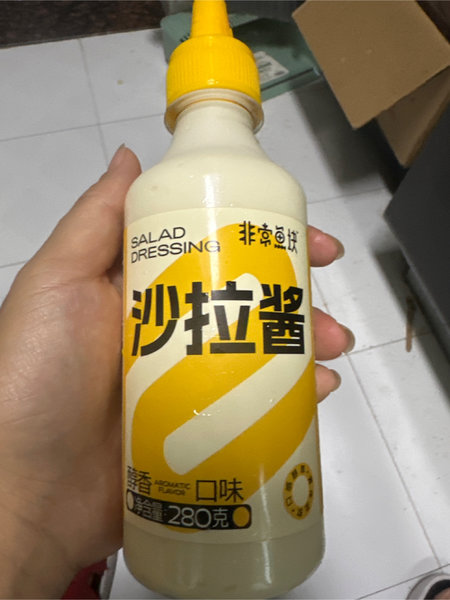 SALAD
DRESSING
非常鱼块
沙拉酱
醇香 AROMATIC FLAVOR 口味
净含量:280克